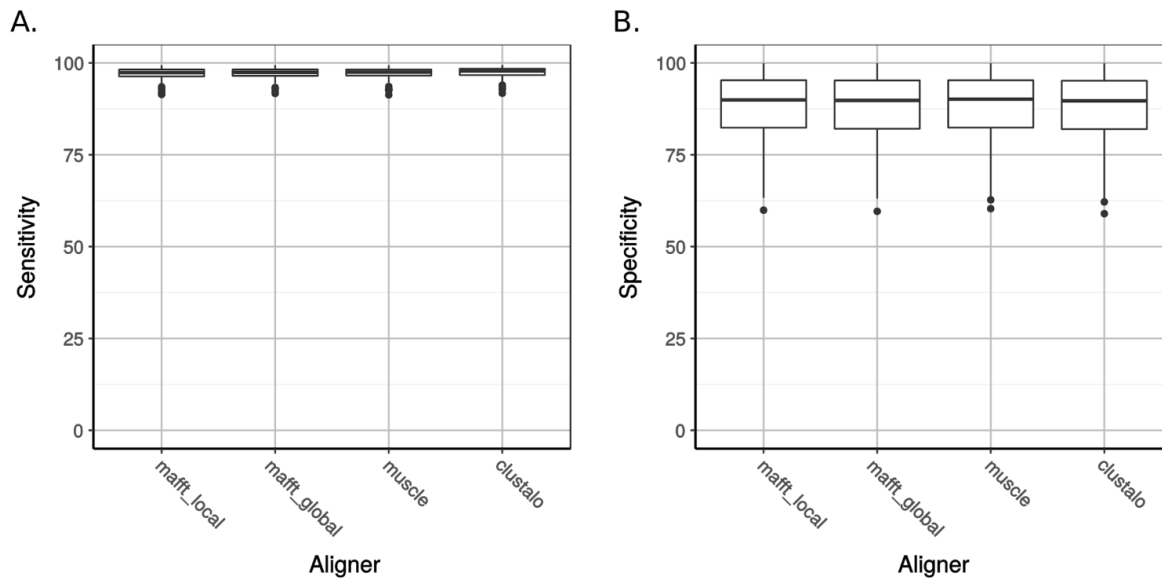 A.
Sensitivity
100
75
50
25
0
mafft_local
mafft_global
muscle
clustalo
Aligner
B.
Specificity
100
75
50
25
0
mafft_local
mafft_global
muscle
clustalo
Aligner